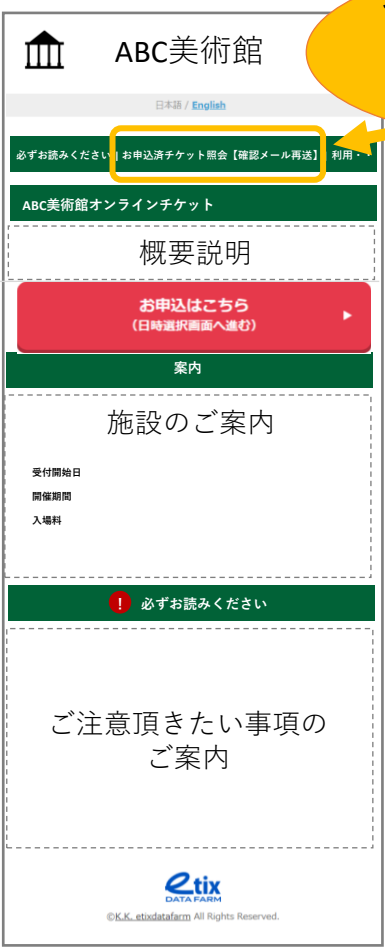 ABC美術館
日本語 / English
必ずお読みください | お申込済チケット照会【確認メール再送】 | 利用・
ABC美術館オンラインチケット
概要説明
お申込はこちら
(日時選択画面へ進む)
案内
施設のご案内
受付開始日
開催期間
入場料
! 必ずお読みください
ご注意頂きたい事項の
ご案内
etix
DATA FARM
©K.K. etixdatafarm All Rights Reserved.